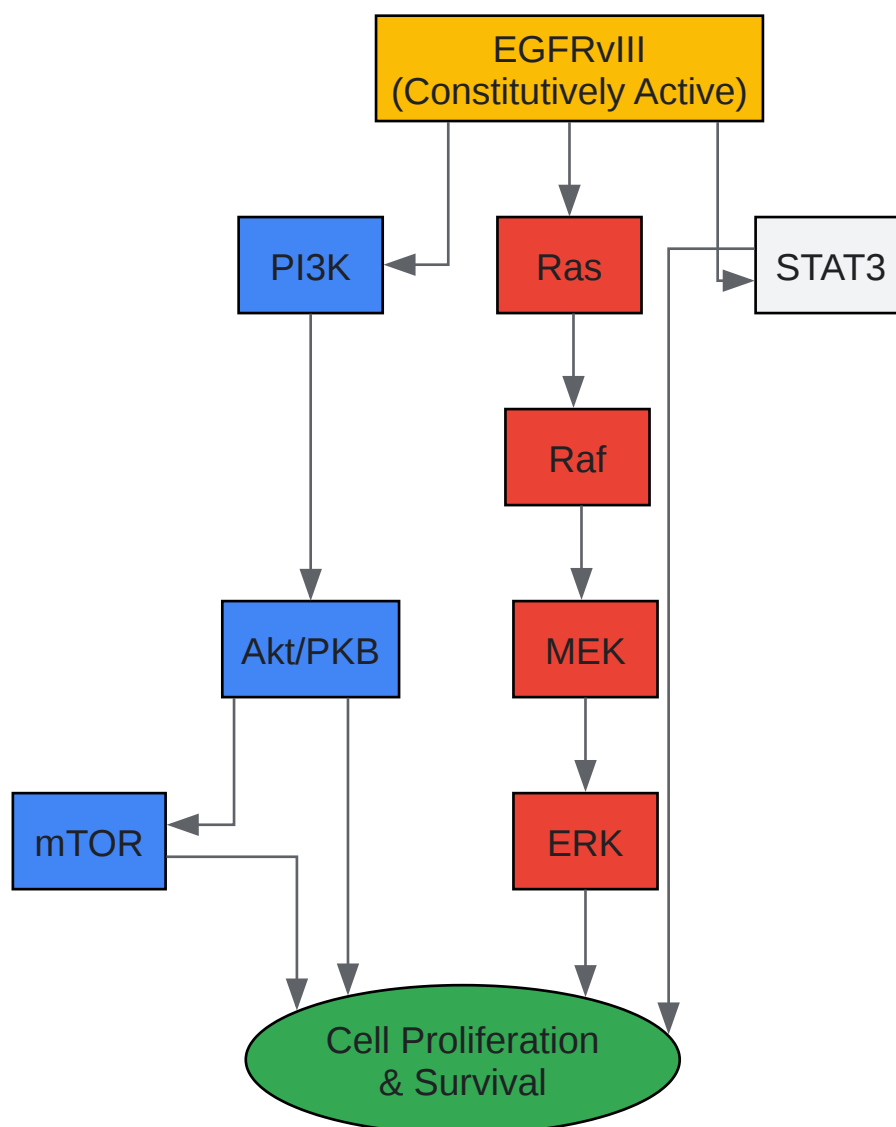 EGFRvIII
(Constitutively Active)
PI3K
Ras
STAT3
Raf
Akt/PKB
MEK
mTOR
ERK
Cell Proliferation
& Survival